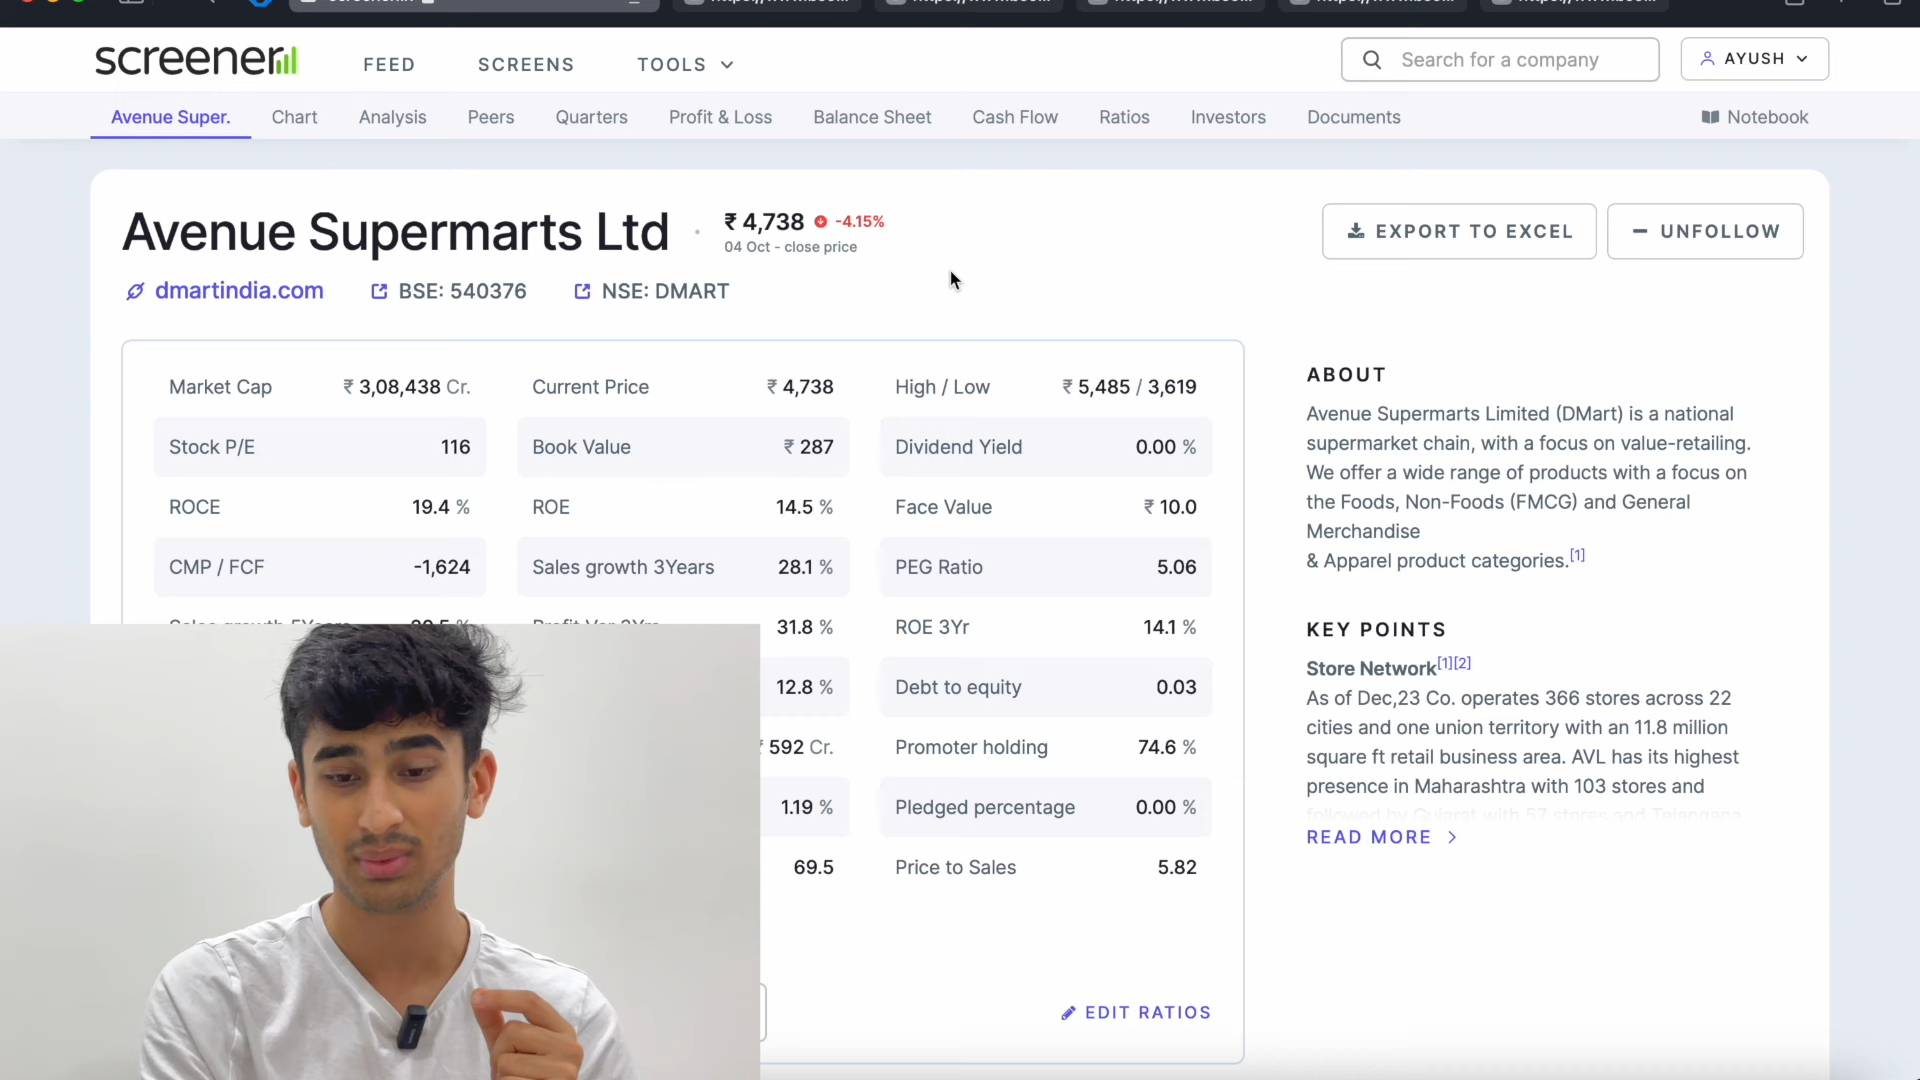 screener
FEED
SCREENS
TOOLS
Search for a company
AYUSH
Avenue Super.
Chart
Analysis
Peers
Quarters
Profit & Loss
Balance Sheet
Cash Flow
Ratios
Investors
Documents
Notebook
Avenue Supermarts Ltd
₹ 4,738 -4.15%
04 Oct - close price
EXPORT TO EXCEL
UNFOLLOW
dmartindia.com
BSE: 540376
NSE: DMART
Market Cap ₹ 3,08,438 Cr.
Current Price ₹ 4,738
High / Low ₹ 5,485 / 3,619
Stock P/E 116
Book Value ₹ 287
Dividend Yield 0.00 %
ROCE 19.4 %
ROE 14.5 %
Face Value ₹ 10.0
CMP / FCF -1,624
Sales growth 3Years 28.1 %
PEG Ratio 5.06
31.8 %
ROE 3Yr 14.1 %
12.8 %
Debt to equity 0.03
592 Cr.
Promoter holding 74.6 %
1.19 %
Pledged percentage 0.00 %
69.5
Price to Sales 5.82
EDIT RATIOS
ABOUT
Avenue Supermarts Limited (DMart) is a national
supermarket chain, with a focus on value-retailing.
We offer a wide range of products with a focus on
the Foods, Non-Foods (FMCG) and General
Merchandise
& Apparel product categories.[1]
KEY POINTS
Store Network[1][2]
As of Dec,23 Co. operates 366 stores across 22
cities and one union territory with an 11.8 million
square ft retail business area. AVL has its highest
presence in Maharashtra with 103 stores and
followed by Gujarat with 57 stores and Telangana
READ MORE